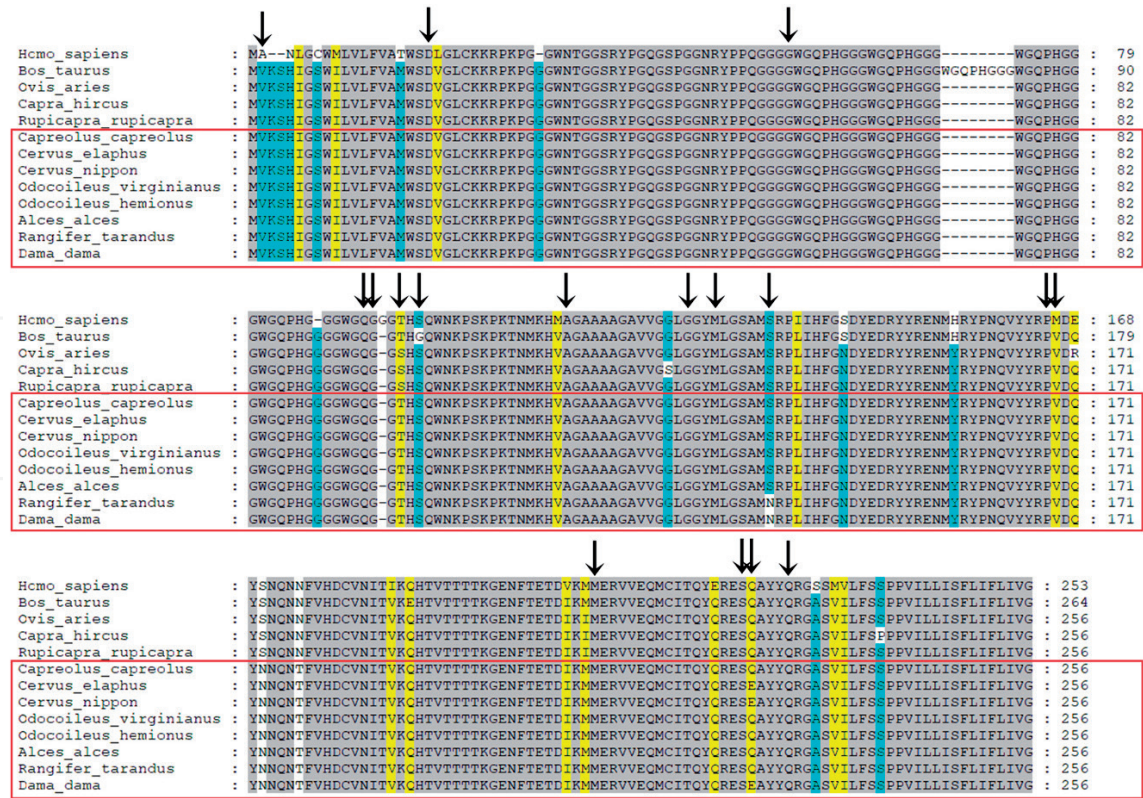 Hcmo_sapiens : MA--NLGCWMLVLFVATWSDLGLCKKRPKPG-GWNTGGSRYPGQGSPGGNRYPPQGGGGWGQPHGGGWGQPHGGG--------WGQPHGG : 79
Bos_taurus : MVKSHIGSWILVLFVAMWSDVGLCKKRPKPGGGWNTGGSRYPGQGSPGGNRYPPQGGGGWGQPHGGGWGQPHGGGWGQPHGGGWGQPHGG : 90
Ovis_aries : MVKSHIGSWILVLFVAMWSDVGLCKKRPKPGGGWNTGGSRYPGQGSPGGNRYPPQGGGGWGQPHGGGWGQPHGGG--------WGQPHGG : 82
Capra_hircus : MVKSHIGSWILVLFVAMWSDVGLCKKRPKPGGGWNTGGSRYPGQGSPGGNRYPPQGGGGWGQPHGGGWGQPHGGG--------WGQPHGG : 82
Rupicapra_rupicapra : MVKSHIGSWILVLFVAMWSDVGLCKKRPKPGGGWNTGGSRYPGQGSPGGNRYPPQGGGGWGQPHGGGWGQPHGGG--------WGQPHGG : 82
Capreolus_capreolus : MVKSHIGSWILVLFVAMWSDVGLCKKRPKPGGGWNTGGSRYPGQGSPGGNRYPPQGGGGWGQPHGGGWGQPHGGG--------WGQPHGG : 82
Cervus_elaphus : MVKSHIGSWILVLFVAMWSDVGLCKKRPKPGGGWNTGGSRYPGQGSPGGNRYPPQGGGGWGQPHGGGWGQPHGGG--------WGQPHGG : 82
Cervus_nippon : MVKSHIGSWILVLFVAMWSDVGLCKKRPKPGGGWNTGGSRYPGQGSPGGNRYPPQGGGGWGQPHGGGWGQPHGGG--------WGQPHGG : 82
Odocoileus_virginianus : MVKSHIGSWILVLFVAMWSDVGLCKKRPKPGGGWNTGGSRYPGQGSPGGNRYPPQGGGGWGQPHGGGWGQPHGGG--------WGQPHGG : 82
Odocoileus_hemionus : MVKSHIGSWILVLFVAMWSDVGLCKKRPKPGGGWNTGGSRYPGQGSPGGNRYPPQGGGGWGQPHGGGWGQPHGGG--------WGQPHGG : 82
Alces_alces : MVKSHIGSWILVLFVAMWSDVGLCKKRPKPGGGWNTGGSRYPGQGSPGGNRYPPQGGGGWGQPHGGGWGQPHGGG--------WGQPHGG : 82
Rangifer_tarandus : MVKSHIGSWILVLFVAMWSDVGLCKKRPKPGGGWNTGGSRYPGQGSPGGNRYPPQGGGGWGQPHGGGWGQPHGGG--------WGQPHGG : 82
Dama_dama : MVKSHIGSWILVLFVAMWSDVGLCKKRPKPGGGWNTGGSRYPGQGSPGGNRYPPQGGGGWGQPHGGGWGQPHGGG--------WGQPHGG : 82
Hcmo_sapiens : GWGQPHG-GGWGQGGGTHSQWNKPSKPKTNMKHMAGAAAAGAVVGGLGGYMLGSAMSRPIIHFGSDYEDRYYRENMHRYPNQVYYRPMDE : 168
Bos_taurus : GWGQPHGGGGWGQG-GTHGQWNKPSKPKTNMKHVAGAAAAGAVVGGLGGYMLGSAMSRPLIHFGSDYEDRYYRENMHRYPNQVYYRPVDQ : 179
Ovis_aries : GWGQPHGGGGWGQG-GSHSQWNKPSKPKTNMKHVAGAAAAGAVVGGLGGYMLGSAMSRPLIHFGNDYEDRYYRENMYRYPNQVYYRPVDR : 171
Capra_hircus : GWGQPHGGGGWGQG-GSHSQWNKPSKPKTNMKHVAGAAAAGAVVGSLGGYMLGSAMSRPLIHFGNDYEDRYYRENMYRYPNQVYYRPVDQ : 171
Rupicapra_rupicapra : GWGQPHGGGGWGQG-GSHSQWNKPSKPKTNMKHVAGAAAAGAVVGGLGGYMLGSAMSRPLIHFGNDYEDRYYRENMYRYPNQVYYRPVDQ : 171
Capreolus_capreolus : GWGQPHGGGGWGQG-GTHSQWNKPSKPKTNMKHVAGAAAAGAVVGGLGGYMLGSAMSRPLIHFGNDYEDRYYRENMYRYPNQVYYRPVDQ : 171
Cervus_elaphus : GWGQPHGGGGWGQG-GTHSQWNKPSKPKTNMKHVAGAAAAGAVVGGLGGYMLGSAMSRPLIHFGNDYEDRYYRENMYRYPNQVYYRPVDQ : 171
Cervus_nippon : GWGQPHGGGGWGQG-GTHSQWNKPSKPKTNMKHVAGAAAAGAVVGGLGGYMLGSAMSRPLIHFGNDYEDRYYRENMYRYPNQVYYRPVDQ : 171
Odocoileus_virginianus : GWGQPHGGGGWGQG-GTHSQWNKPSKPKTNMKHVAGAAAAGAVVGGLGGYMLGSAMSRPLIHFGNDYEDRYYRENMYRYPNQVYYRPVDQ : 171
Odocoileus_hemionus : GWGQPHGGGGWGQG-GTHSQWNKPSKPKTNMKHVAGAAAAGAVVGGLGGYMLGSAMSRPLIHFGNDYEDRYYRENMYRYPNQVYYRPVDQ : 171
Alces_alces : GWGQPHGGGGWGQG-GTHSQWNKPSKPKTNMKHVAGAAAAGAVVGGLGGYMLGSAMSRPLIHFGNDYEDRYYRENMYRYPNQVYYRPVDQ : 171
Rangifer_tarandus : GWGQPHGGGGWGQG-GTHSQWNKPSKPKTNMKHVAGAAAAGAVVGGLGGYMLGSAMNRPLIHFGNDYEDRYYRENMYRYPNQVYYRPVDQ : 171
Dama_dama : GWGQPHGGGGWGQG-GTHSQWNKPSKPKTNMKHVAGAAAAGAVVGGLGGYMLGSAMNRPLIHFGNDYEDRYYRENMYRYPNQVYYRPVDQ : 171
Hcmo_sapiens : YSNQNNFVHDCVNITIKQHTVTTTTKGENFTETDVKMMERVVEQMCITQYERESQAYYQRGSSMVLFSSPPVILLISFLIFLIVG : 253
Bos_taurus : YSNQNNFVHDCVNITVKEHTVTTTTKGENFTETDIKMMERVVEQMCITQYQRESQAYYQRGASVILFSSPPVILLISFLIFLIVG : 264
Ovis_aries : YSNQNNFVHDCVNITVKQHTVTTTTKGENFTETDIKIMERVVEQMCITQYQRESQAYYQRGASVILFSSPPVILLISFLIFLIVG : 256
Capra_hircus : YSNQNNFVHDCVNITVKQHTVTTTTKGENFTETDIKIMERVVEQMCITQYQRESQAYYQRGASVILFSPPPVILLISFLIFLIVG : 256
Rupicapra_rupicapra : YSNQNNFVHDCVNITVKQHTVTTTTKGENFTETDIKIMERVVEQMCITQYQRESQAYYQRGASVILFSSPPVILLISFLIFLIVG : 256
Capreolus_capreolus : YNNQNTFVHDCVNITVKQHTVTTTTKGENFTETDIKMMERVVEQMCITQYQRESQAYYQRGASVILFSSPPVILLISFLIFLIVG : 256
Cervus_elaphus : YNNQNTFVHDCVNITVKQHTVTTTTKGENFTETDIKMMERVVEQMCITQYQRESEAYYQRGASVILFSSPPVILLISFLIFLIVG : 256
Cervus_nippon : YNNQNTFVHDCVNITVKQHTVTTTTKGENFTETDIKMMERVVEQMCITQYQRESEAYYQRGASVILFSSPPVILLISFLIFLIVG : 256
Odocoileus_virginianus : YNNQNTFVHDCVNITVKQHTVTTTTKGENFTETDIKMMERVVEQMCITQYQRESQAYYQRGASVILFSSPPVILLISFLIFLIVG : 256
Odocoileus_hemionus : YNNQNTFVHDCVNITVKQHTVTTTTKGENFTETDIKMMERVVEQMCITQYQRESQAYYQRGASVILFSSPPVILLISFLIFLIVG : 256
Alces_alces : YNNQNTFVHDCVNITVKQHTVTTTTKGENFTETDIKMMERVVEQMCITQYQRESQAYYQRGASVILFSSPPVILLISFLIFLIVG : 256
Rangifer_tarandus : YNNQNTFVHDCVNITVKQHTVTTTTKGENFTETDIKMMERVVEQMCITQYQRESQAYYQRGASVILFSSPPVILLISFLIFLIVG : 256
Dama_dama : YNNQNTFVHDCVNITVKQHTVTTTTKGENFTETDIKMMERVVEQMCITQYQRESEAYYQRGASVILFSSPPVILLISFLIFLIVG : 256